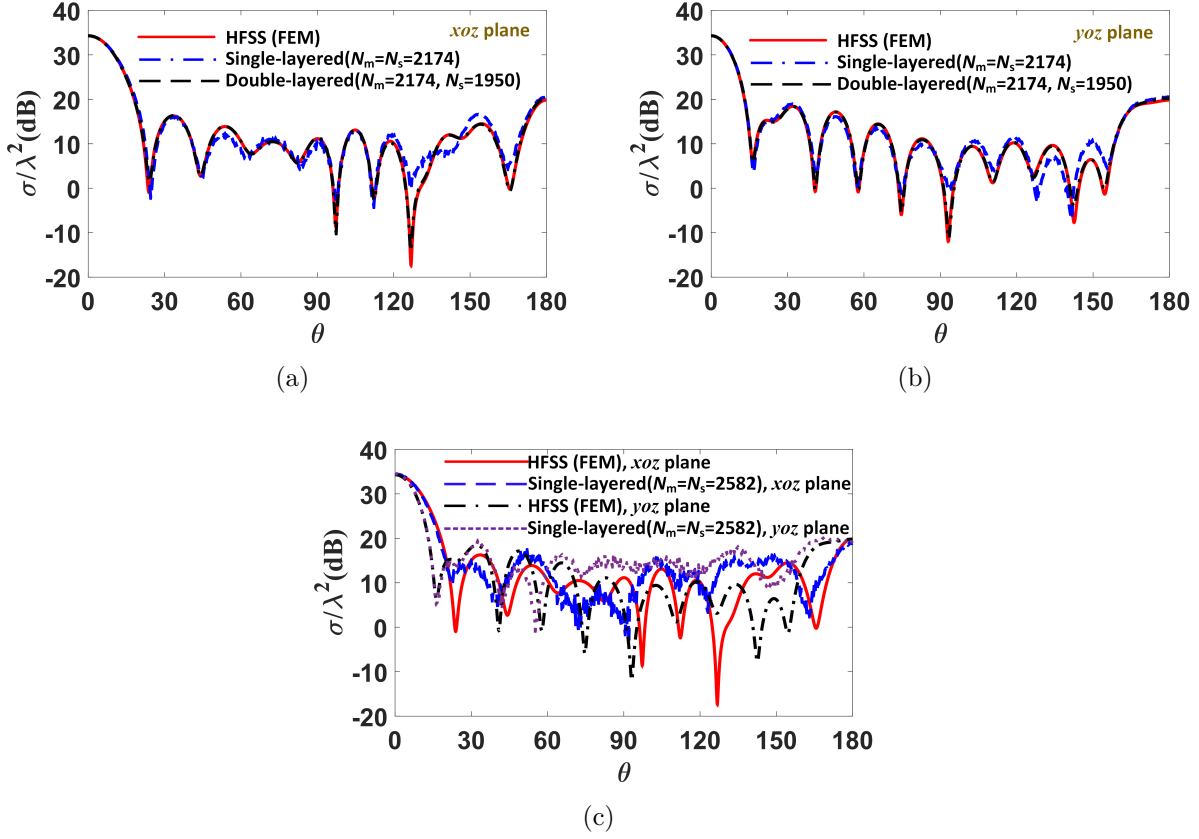 40
30
20
10
0
-10
-20
0 30 60 90 120 150 180
σ/λ²(dB)
θ
xoz plane
HFSS (FEM)
Single-layered(Nm=Ns=2174)
Double-layered(Nm=2174, Ns=1950)
(a)
40
30
20
10
0
-10
-20
0 30 60 90 120 150 180
σ/λ²(dB)
θ
yoz plane
HFSS (FEM)
Single-layered(Nm=Ns=2174)
Double-layered(Nm=2174, Ns=1950)
(b)
40
30
20
10
0
-10
-20
0 30 60 90 120 150 180
σ/λ²(dB)
θ
HFSS (FEM), xoz plane
Single-layered(Nm=Ns=2582), xoz plane
HFSS (FEM), yoz plane
Single-layered(Nm=Ns=2582), yoz plane
(c)